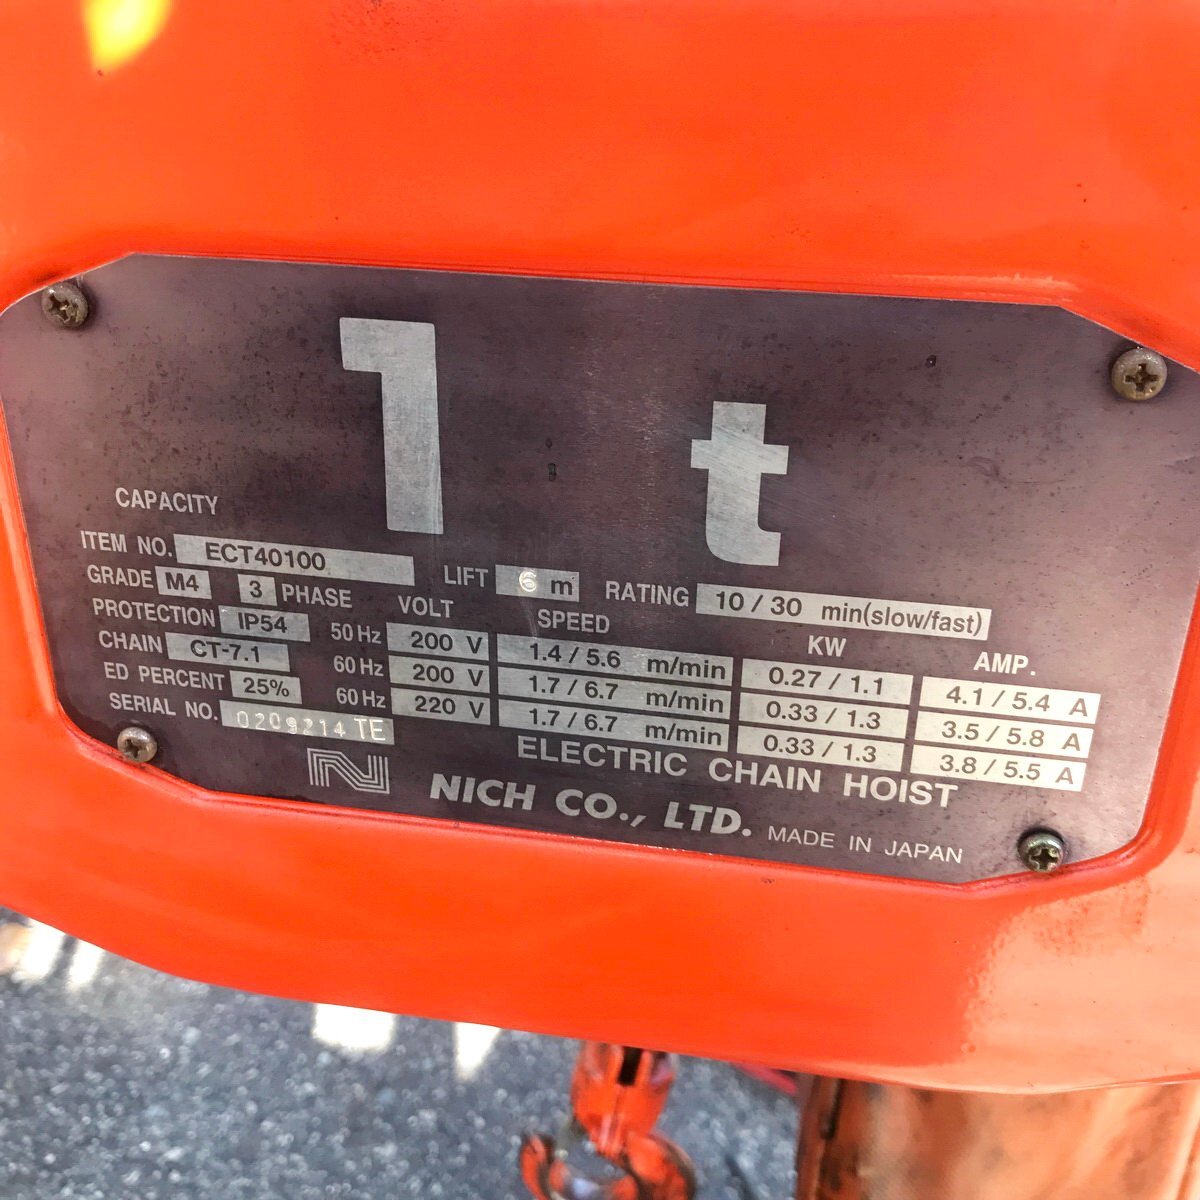 1 t
CAPACITY
ITEM NO. ECT40100
LIFT 6 m RATING 10 / 30 min(slow/fast)
GRADE M4 3 PHASE VOLT SPEED KW AMP.
PROTECTION IP54 50 Hz 200 V 1.4 / 5.6 m/min 0.27 / 1.1 4.1 / 5.4 A
CHAIN CT-7.1 60 Hz 200 V 1.7 / 6.7 m/min 0.33 / 1.3 3.5 / 5.8 A
ED PERCENT 25% 60 Hz 220 V 1.7 / 6.7 m/min 0.33 / 1.3 3.8 / 5.5 A
SERIAL NO. 0209214 TE
ELECTRIC CHAIN HOIST
N NICH CO., LTD. MADE IN JAPAN